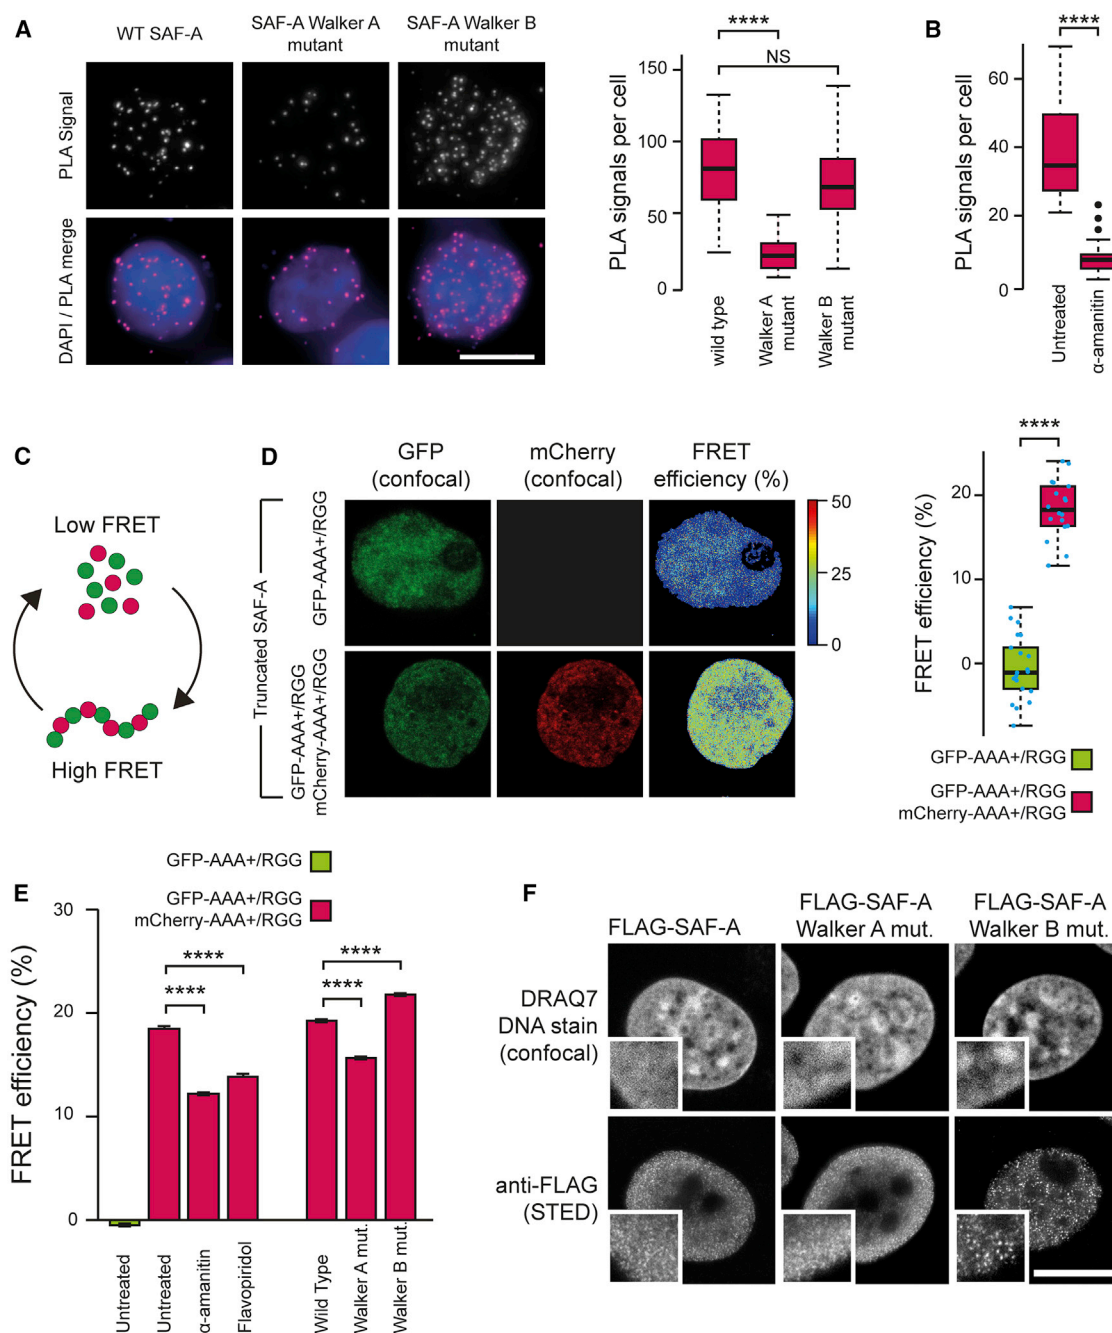 A
WT SAF-A
SAF-A Walker A
mutant
SAF-A Walker B
mutant
PLA Signal
DAPI / PLA merge
****
NS
PLA signals per cell
150
100
50
0
wild type
Walker A
mutant
Walker B
mutant
B
****
PLA signals per cell
60
40
20
0
Untreated
α-amanitin
C
Low FRET
High FRET
D
GFP
(confocal)
mCherry
(confocal)
FRET
efficiency (%)
Truncated SAF-A
GFP-AAA+/RGG
GFP-AAA+/RGG
mCherry-AAA+/RGG
50
25
0
****
FRET efficiency (%)
20
10
0
GFP-AAA+/RGG
GFP-AAA+/RGG
mCherry-AAA+/RGG
E
GFP-AAA+/RGG
GFP-AAA+/RGG
mCherry-AAA+/RGG
FRET efficiency (%)
30
20
10
0
****
****
****
****
Untreated
Untreated
α-amanitin
Flavopiridol
Wild Type
Walker A mut.
Walker B mut.
F
FLAG-SAF-A
FLAG-SAF-A
Walker A mut.
FLAG-SAF-A
Walker B mut.
DRAQ7
DNA stain
(confocal)
anti-FLAG
(STED)